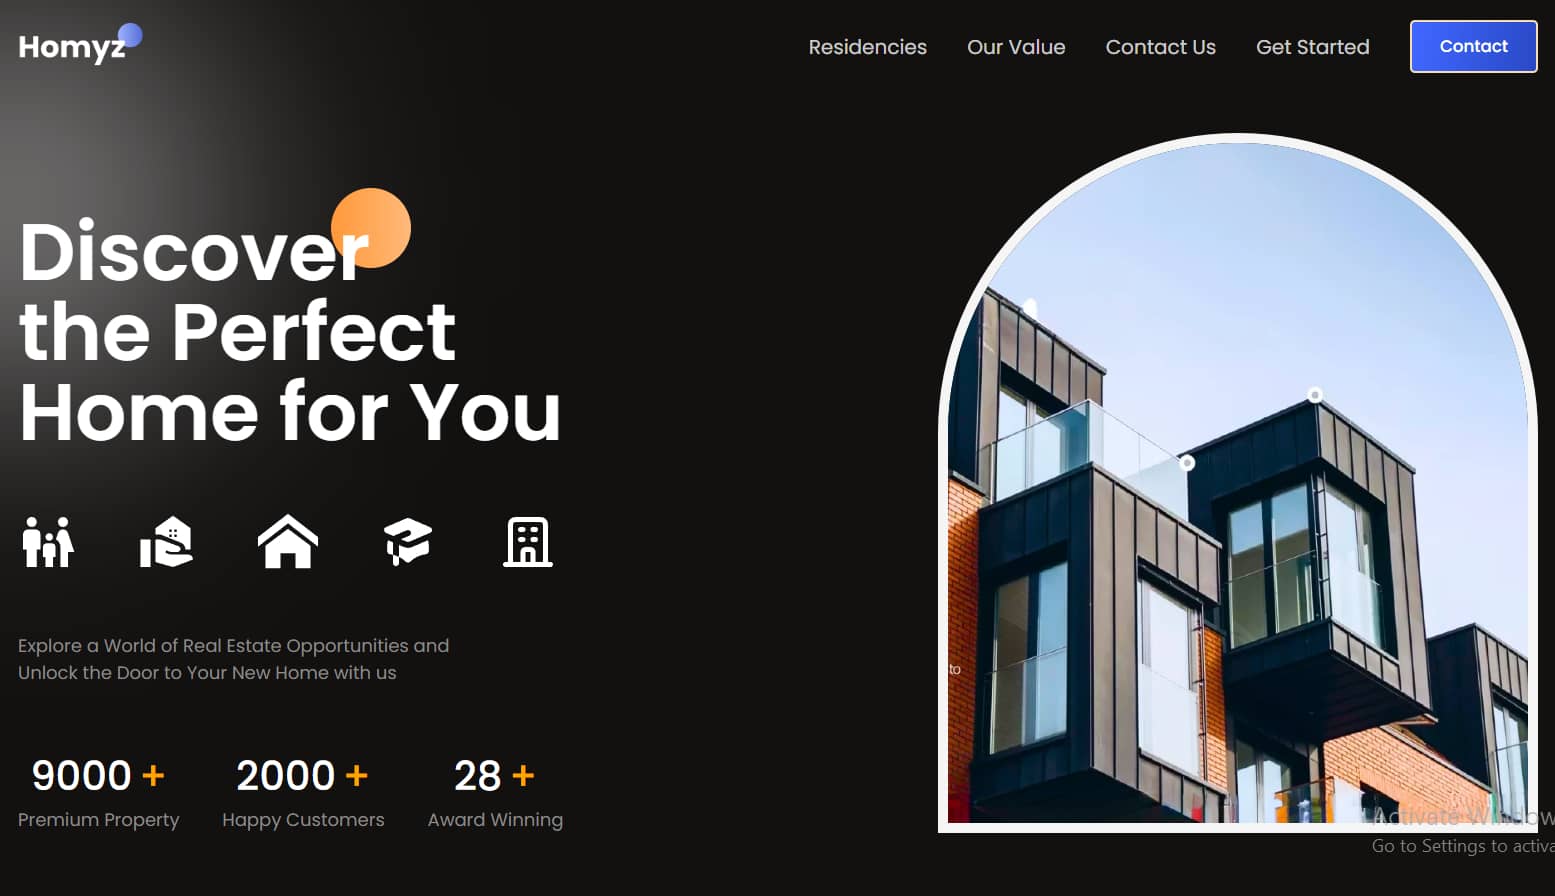 Homyz
Residencies Our Value Contact Us Get Started Contact
Discover
the Perfect
Home for You
Explore a World of Real Estate Opportunities and
Unlock the Door to Your New Home with us
9000 + 2000 + 28 +
Premium Property Happy Customers Award Winning
to
Activate Window
Go to Settings to activa